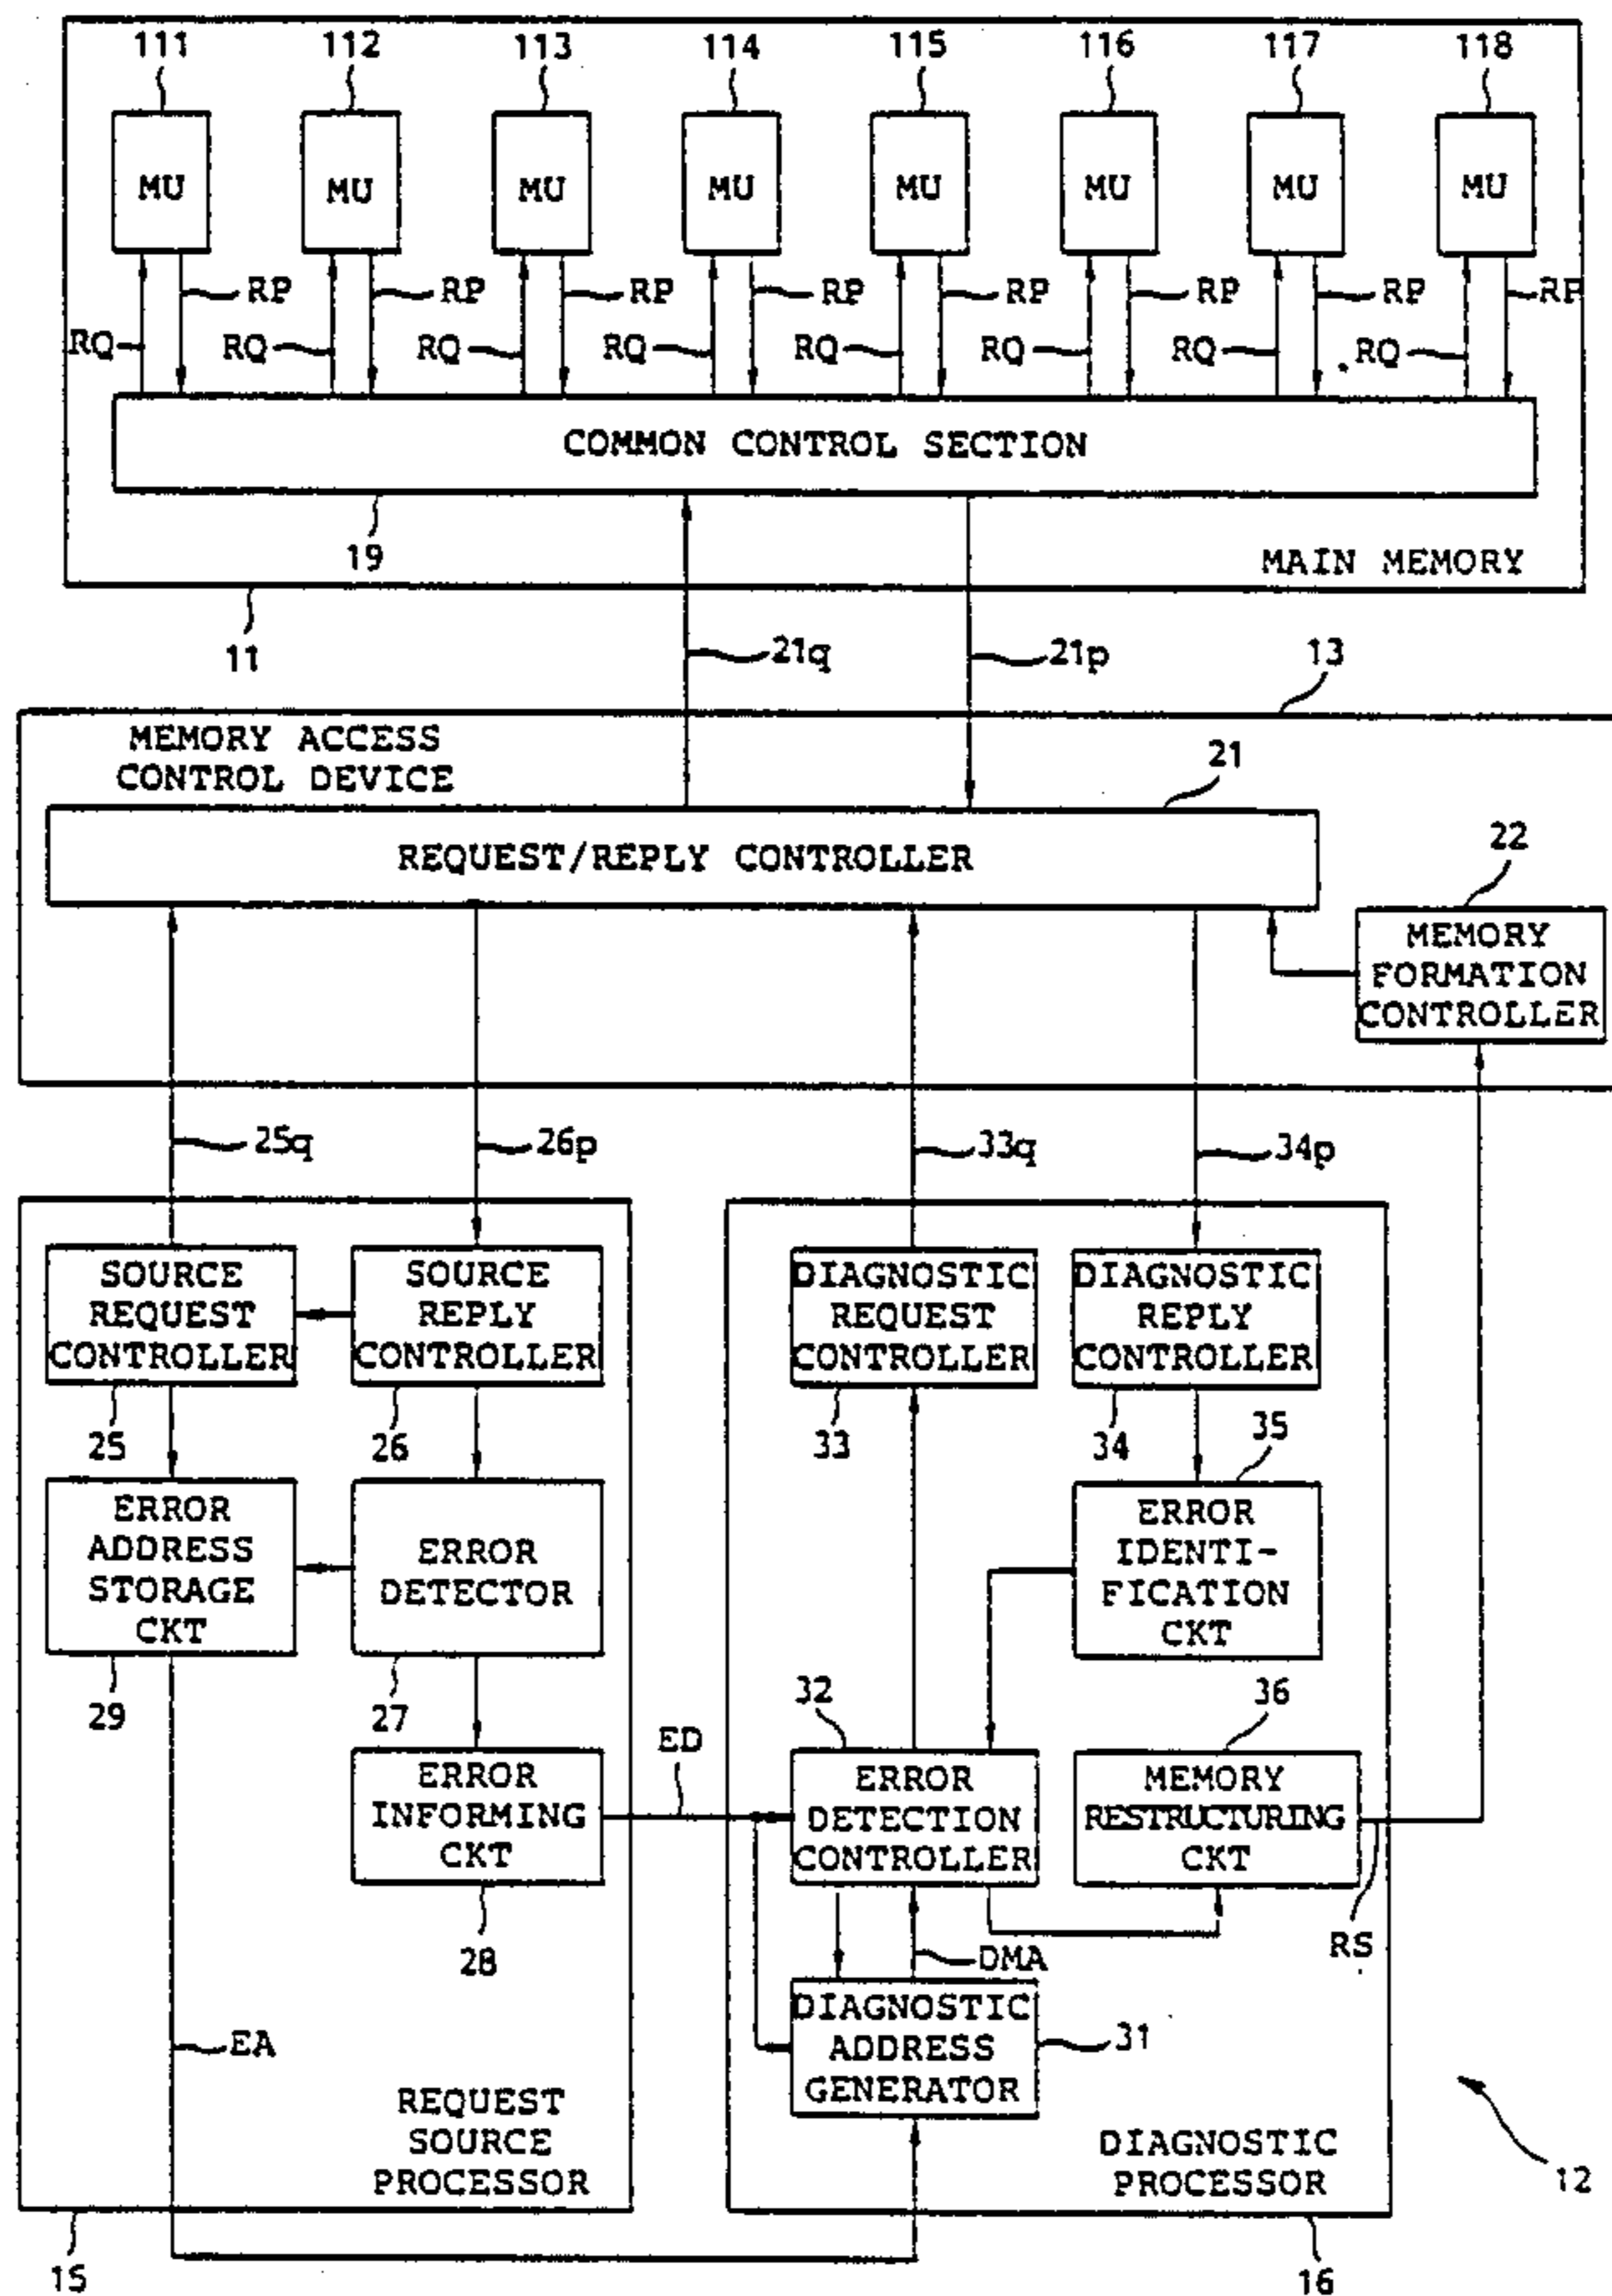 111 112 113 114 115 116 117 118
MU MU MU MU MU MU MU MU
RP RP RP RP RP RP RP RP
RQ RQ RQ RQ RQ RQ RQ RQ
COMMON CONTROL SECTION
19
MAIN MEMORY
11
21q 21p 13
MEMORY ACCESS
CONTROL DEVICE
21
REQUEST/REPLY CONTROLLER
22
MEMORY
FORMATION
CONTROLLER
25q 26p 33q 34p
SOURCE
REQUEST
CONTROLLER
25
SOURCE
REPLY
CONTROLLER
26
ERROR
ADDRESS
STORAGE
CKT
29
ERROR
DETECTOR
27
ERROR
INFORMING
CKT
28
ED
EA
REQUEST
SOURCE
PROCESSOR
15
DIAGNOSTIC
REQUEST
CONTROLLER
33
DIAGNOSTIC
REPLY
CONTROLLER
34
35
ERROR
IDENTI-
FICATION
CKT
32
ERROR
DETECTION
CONTROLLER
36
MEMORY
RESTRUCTURING
CKT
RS
DMA
DIAGNOSTIC
ADDRESS
GENERATOR
31
DIAGNOSTIC
PROCESSOR
16
12